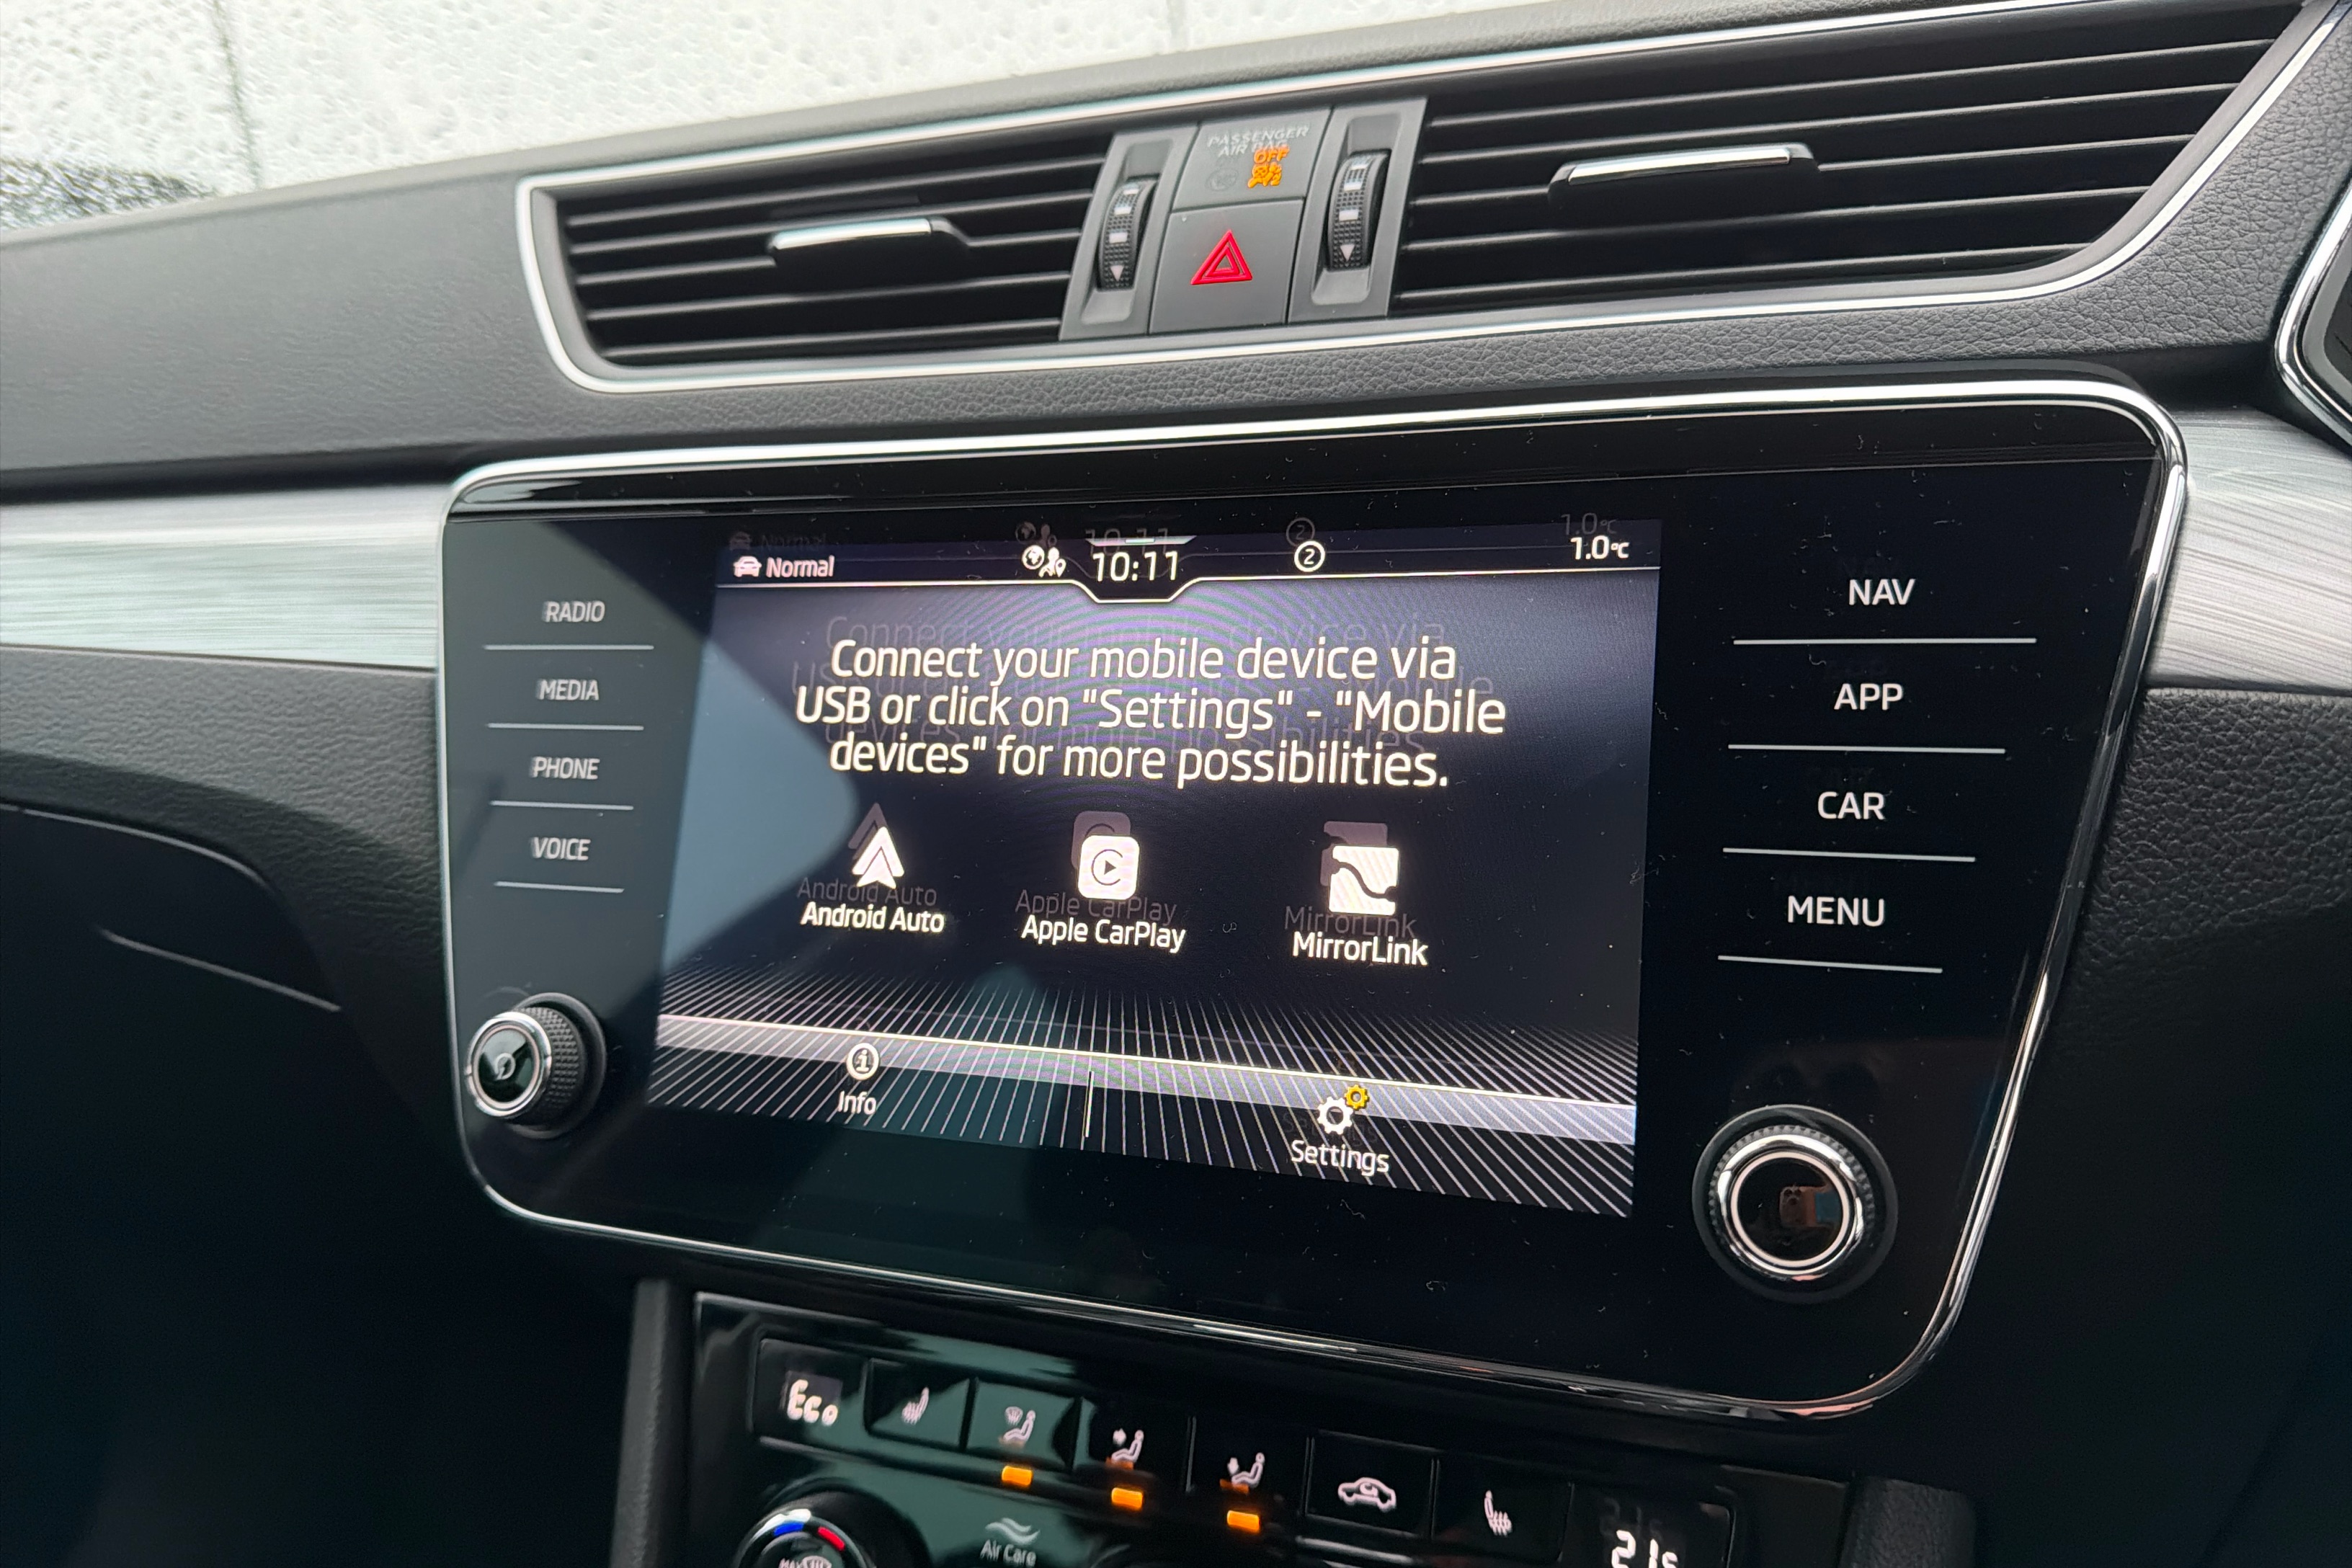 PASSENGER
AIR BAG
OFF
Normal
10:11
2
1.0°C
RADIO
MEDIA
PHONE
VOICE
Connect your mobile device via
USB or click on "Settings" - "Mobile
devices" for more possibilities.
Android Auto
Apple CarPlay
MirrorLink
Info
Settings
NAV
APP
CAR
MENU
Eco
Air Care